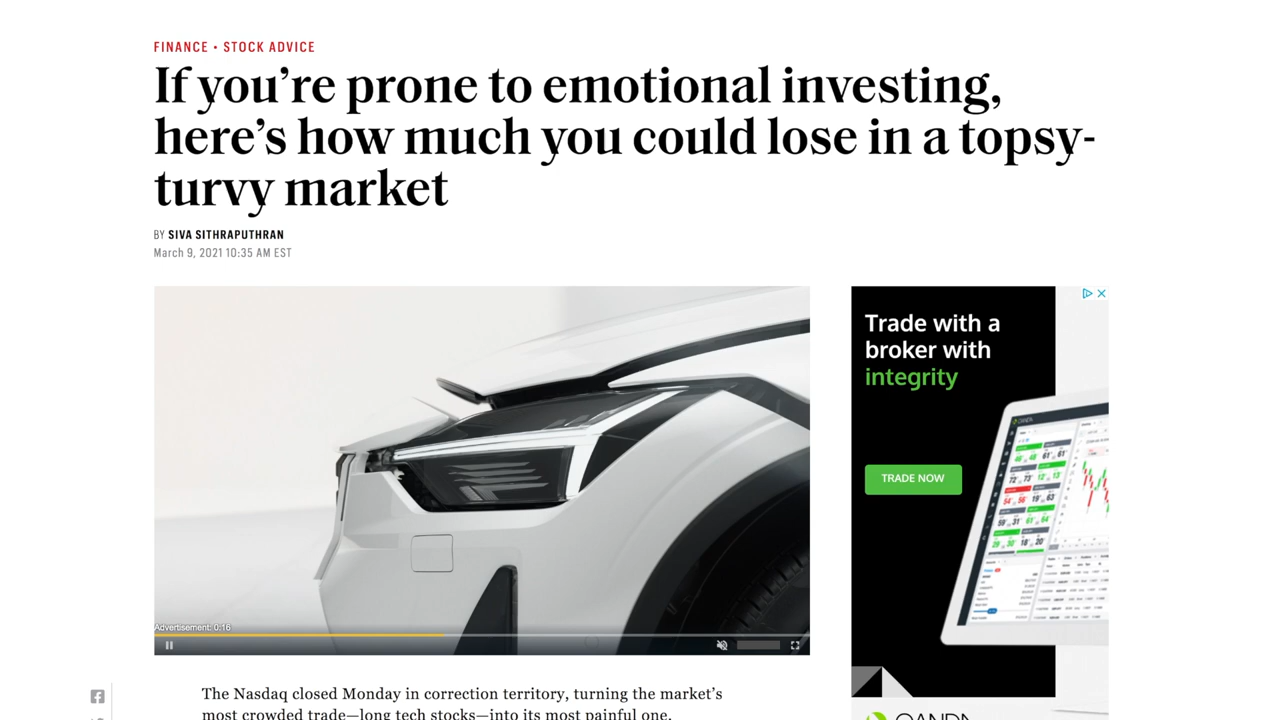 FINANCE • STOCK ADVICE
If you're prone to emotional investing,
here's how much you could lose in a topsy-
turvy market
BY SIVA SITHRAPUTHRAN
March 9, 2021 10:35 AM EST
Advertisement: 0:16
Trade with a
broker with
integrity
TRADE NOW
OANDA
The Nasdaq closed Monday in correction territory, turning the market's
most crowded trade—long tech stocks—into its most painful one.